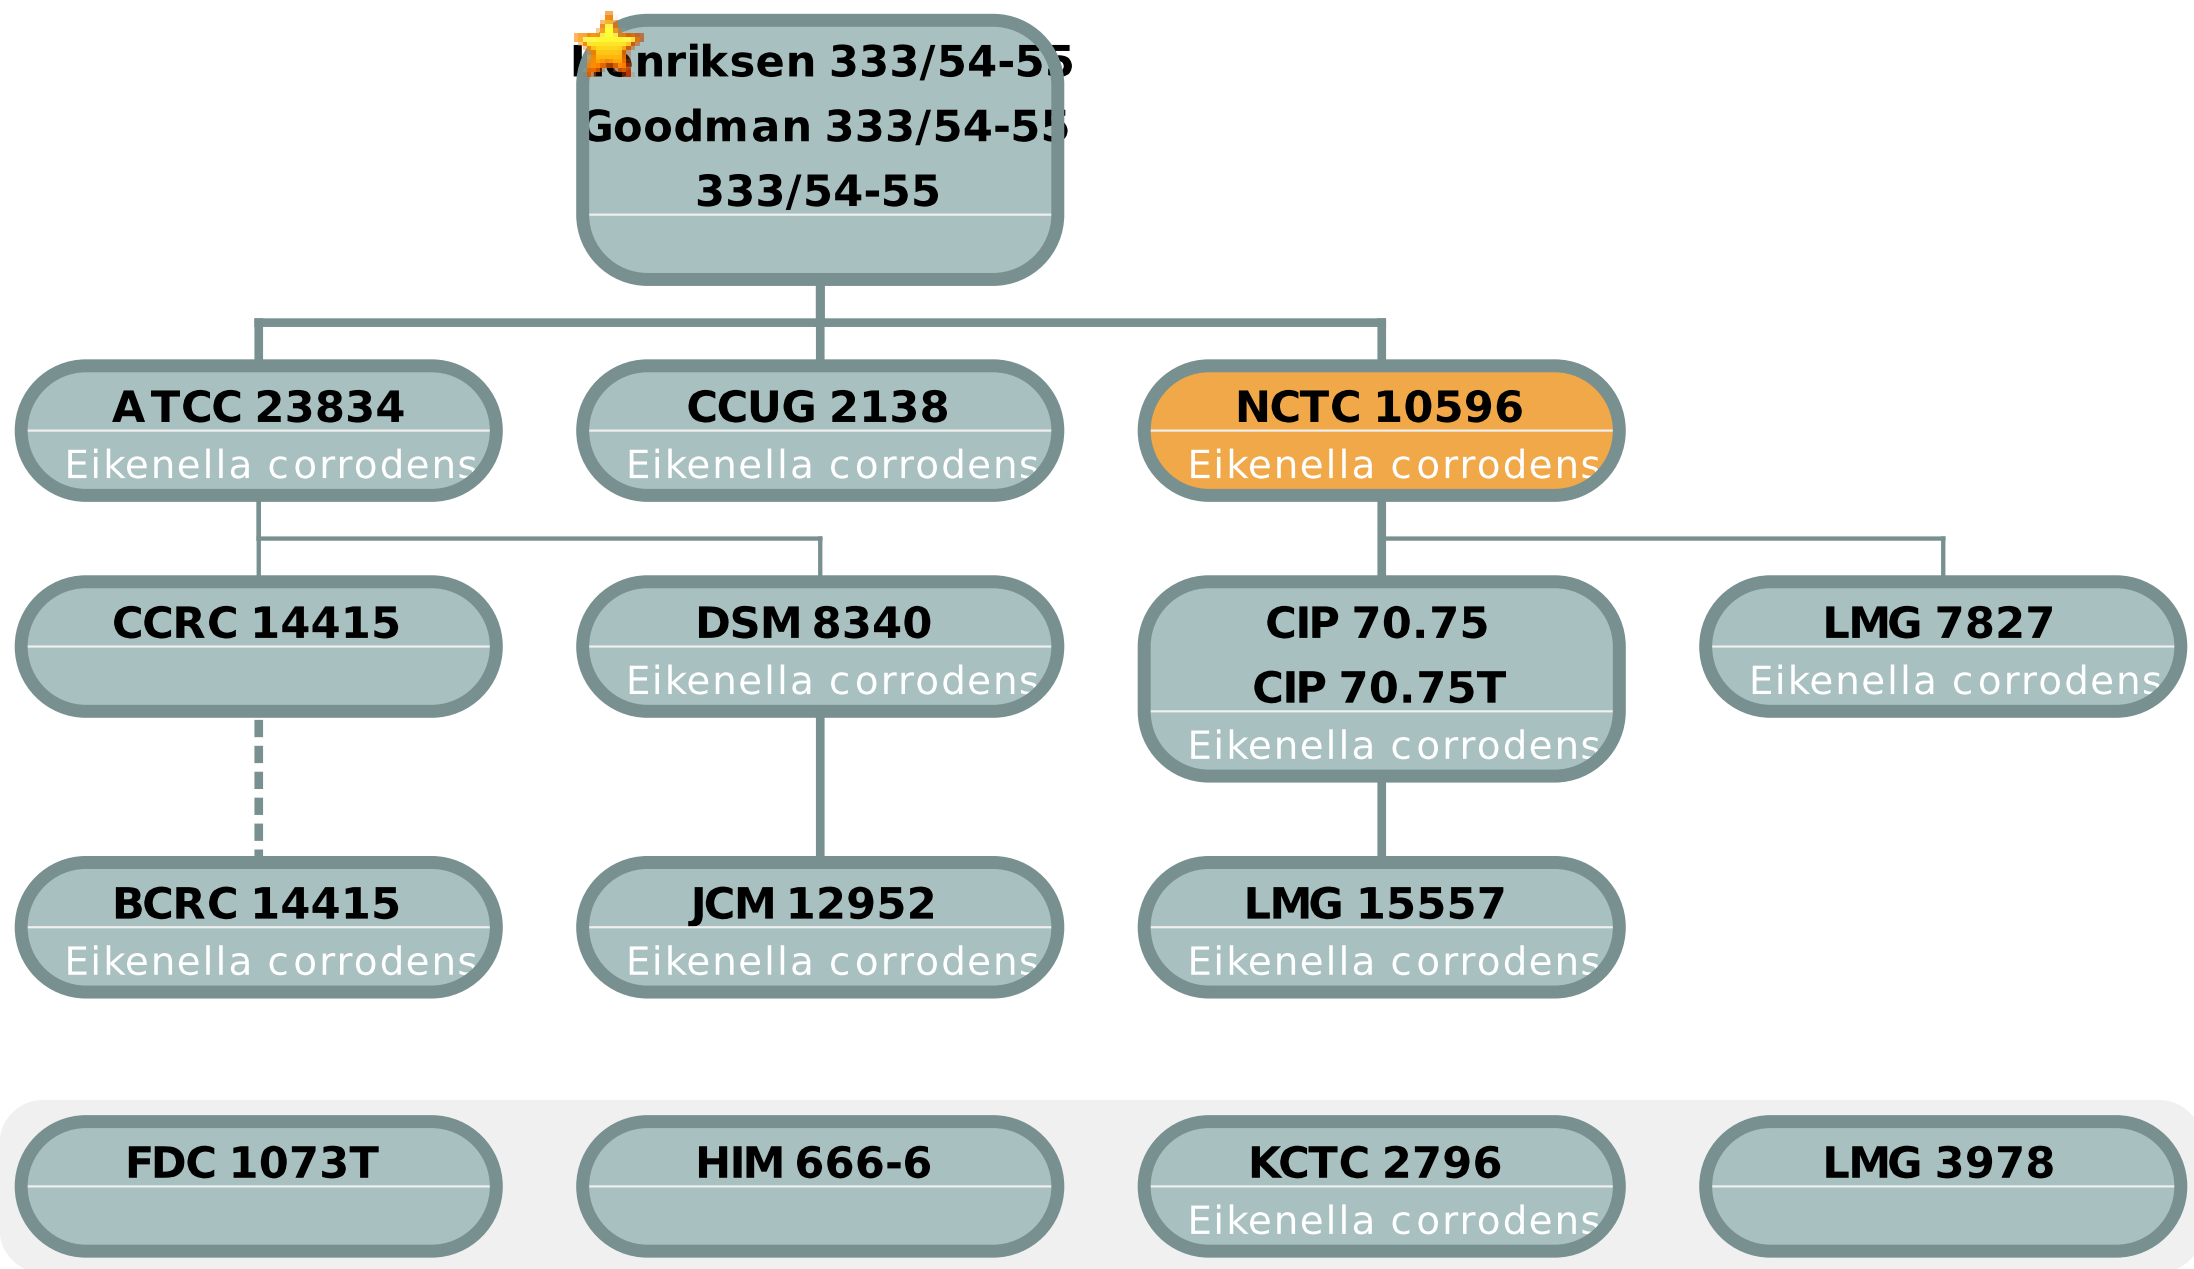 Henriksen 333/54-55
Goodman 333/54-55
333/54-55
ATCC 23834
Eikenella corrodens
CCUG 2138
Eikenella corrodens
NCTC 10596
Eikenella corrodens
CCRC 14415
DSM 8340
Eikenella corrodens
CIP 70.75
CIP 70.75T
Eikenella corrodens
LMG 7827
Eikenella corrodens
BCRC 14415
Eikenella corrodens
JCM 12952
Eikenella corrodens
LMG 15557
Eikenella corrodens
FDC 1073T
HIM 666-6
KCTC 2796
Eikenella corrodens
LMG 3978